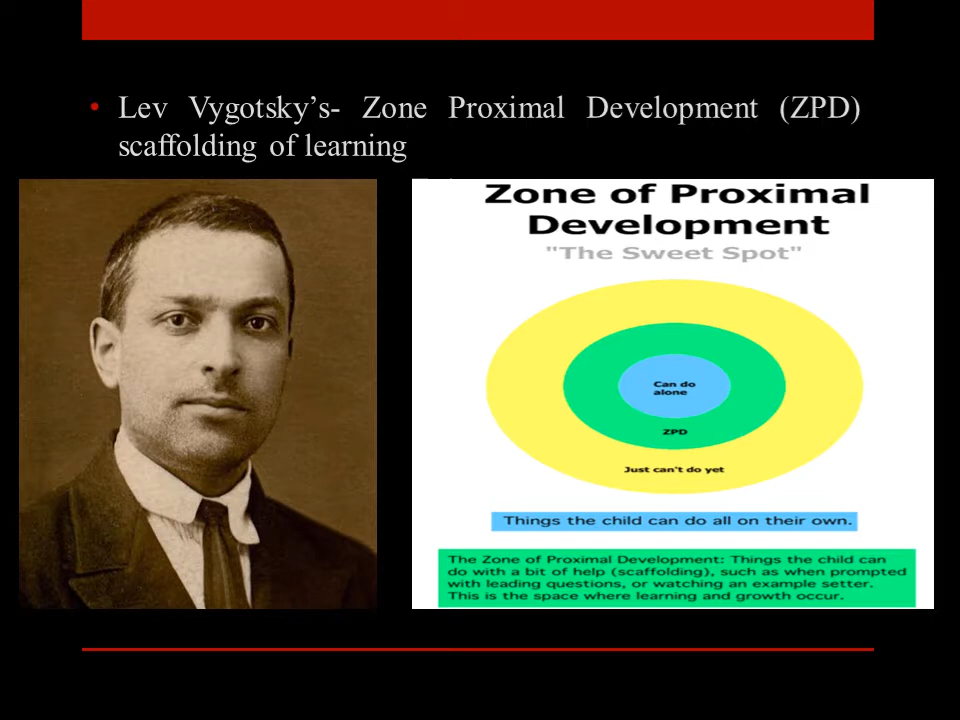 • Lev Vygotsky’s- Zone Proximal Development (ZPD)
scaffolding of learning
Zone of Proximal
Development
"The Sweet Spot"
Can do
alone
ZPD
Just can't do yet
Things the child can do all on their own.
The Zone of Proximal Development: Things the child can
do with a bit of help (scaffolding), such as when prompted
with leading questions, or watching an example setter.
This is the space where learning and growth occur.